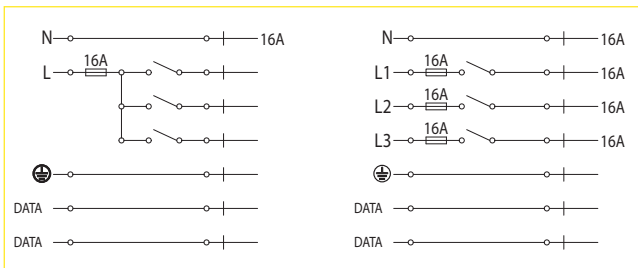 N 16A
L 16A
DATA
DATA
N 16A
L1 16A 16A
L2 16A 16A
L3 16A 16A
DATA
DATA